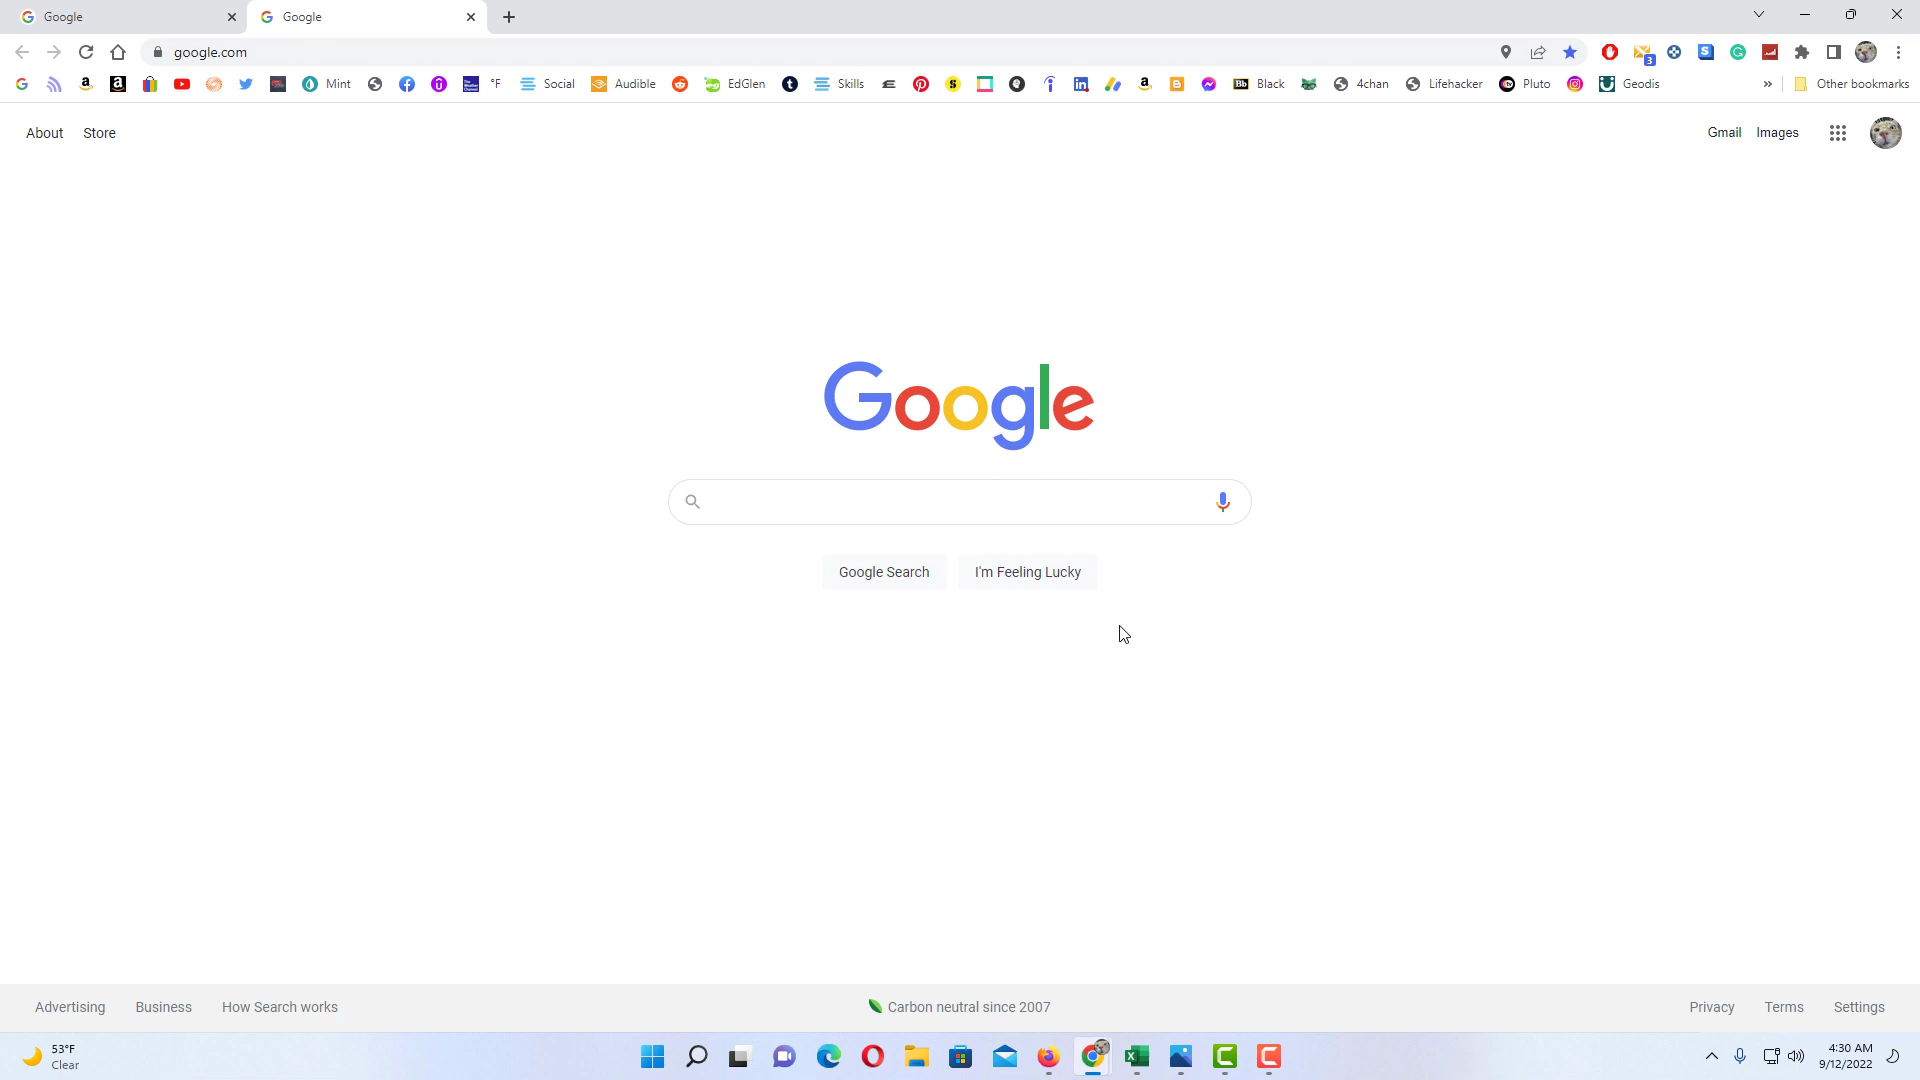 Google
Google
google.com
3
Mint
°F
Social
Audible
EdGlen
Skills
Bb
Black
4chan
Lifehacker
Pluto
Geodis
»
Other bookmarks
About
Store
Gmail
Images
Google
Google Search
I'm Feeling Lucky
Advertising
Business
How Search works
Carbon neutral since 2007
Privacy
Terms
Settings
53°F
Clear
4:30 AM
9/12/2022